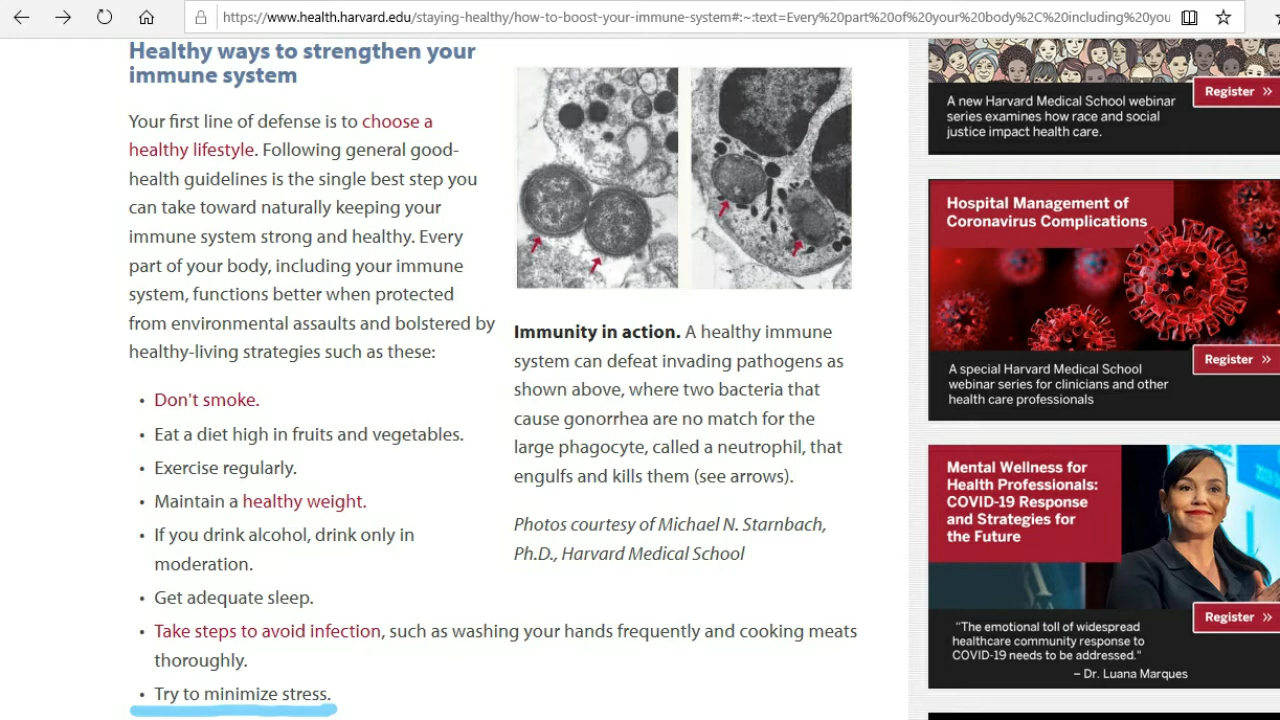 https://www.health.harvard.edu/staying-healthy/how-to-boost-your-immune-system#:~:text=Every%20part%20of%20your%20body%2C%20including%20you
Healthy ways to strengthen your
immune system
Your first line of defense is to choose a
healthy lifestyle. Following general good-
health guidelines is the single best step you
can take toward naturally keeping your
immune system strong and healthy. Every
part of your body, including your immune
system, functions better when protected
from environmental assaults and bolstered by
healthy-living strategies such as these:
• Don't smoke.
• Eat a diet high in fruits and vegetables.
• Exercise regularly.
• Maintain a healthy weight.
• If you drink alcohol, drink only in
moderation.
• Get adequate sleep.
• Take steps to avoid infection, such as washing your hands frequently and cooking meats
thoroughly.
• Try to minimize stress.
Immunity in action. A healthy immune
system can defeat invading pathogens as
shown above, where two bacteria that
cause gonorrhea are no match for the
large phagocyte, called a neutrophil, that
engulfs and kills them (see arrows).
Photos courtesy of Michael N. Starnbach,
Ph.D., Harvard Medical School
Register »
A new Harvard Medical School webinar
series examines how race and social
justice impact health care.
Hospital Management of
Coronavirus Complications
Register »
A special Harvard Medical School
webinar series for clinicians and other
health care professionals
Mental Wellness for
Health Professionals:
COVID-19 Response
and Strategies for
the Future
Register »
"The emotional toll of widespread
healthcare community response to
COVID-19 needs to be addressed."
– Dr. Luana Marques